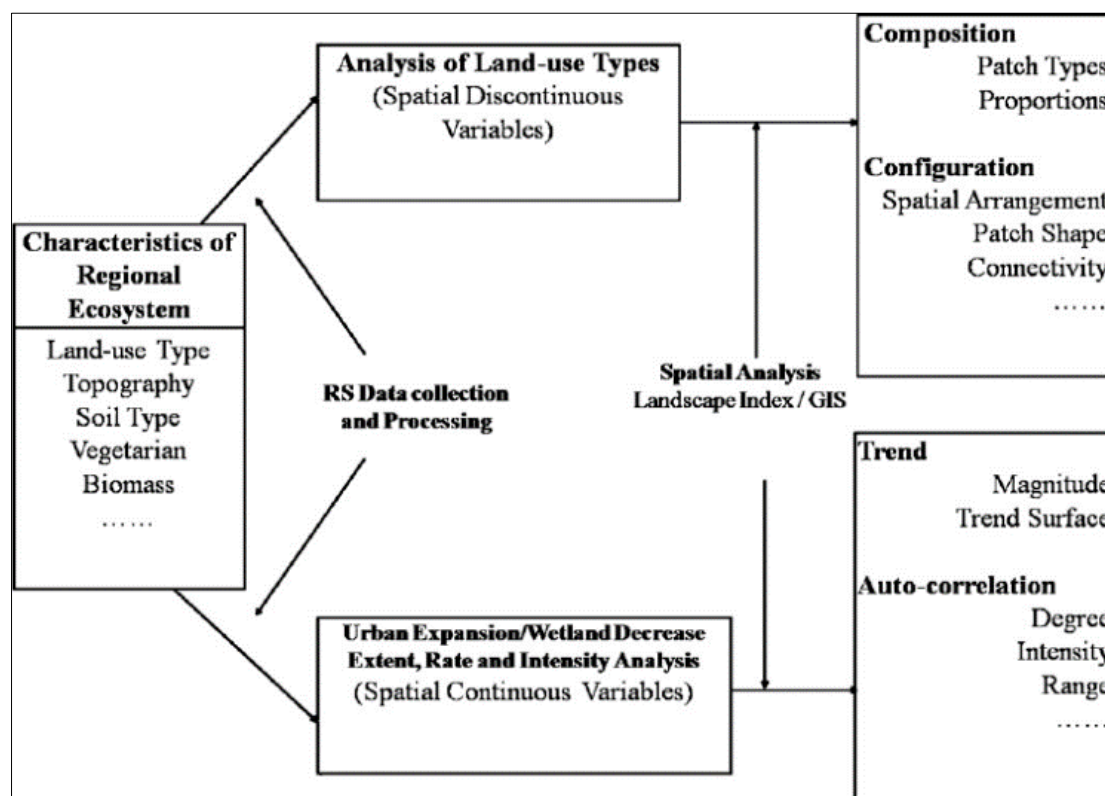 Characteristics of
Regional
Ecosystem
Land-use Type
Topography
Soil Type
Vegetarian
Biomass
……
Analysis of Land-use Types
(Spatial Discontinuous
Variables)
RS Data collection
and Processing
Urban Expansion/Wetland Decrease
Extent, Rate and Intensity Analysis
(Spatial Continuous Variables)
Spatial Analysis
Landscape Index / GIS
Composition
Patch Types
Proportions
Configuration
Spatial Arrangement
Patch Shape
Connectivity
……
Trend
Magnitude
Trend Surface
Auto-correlation
Degree
Intensity
Range
……